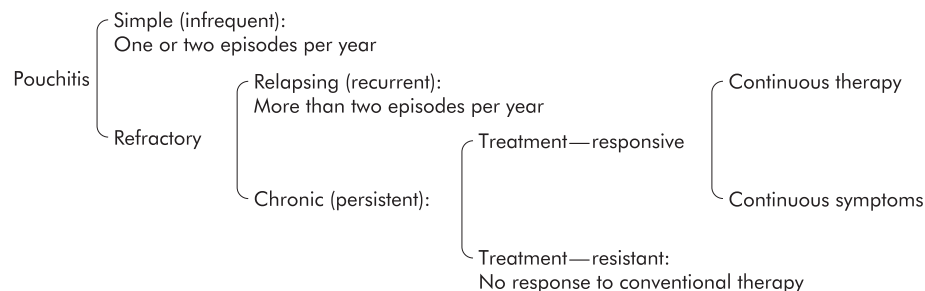 Simple (infrequent):
One or two episodes per year
Pouchitis
Relapsing (recurrent):
More than two episodes per year
Continuous therapy
Refractory
Treatment—responsive
Chronic (persistent):
Continuous symptoms
Treatment—resistant:
No response to conventional therapy